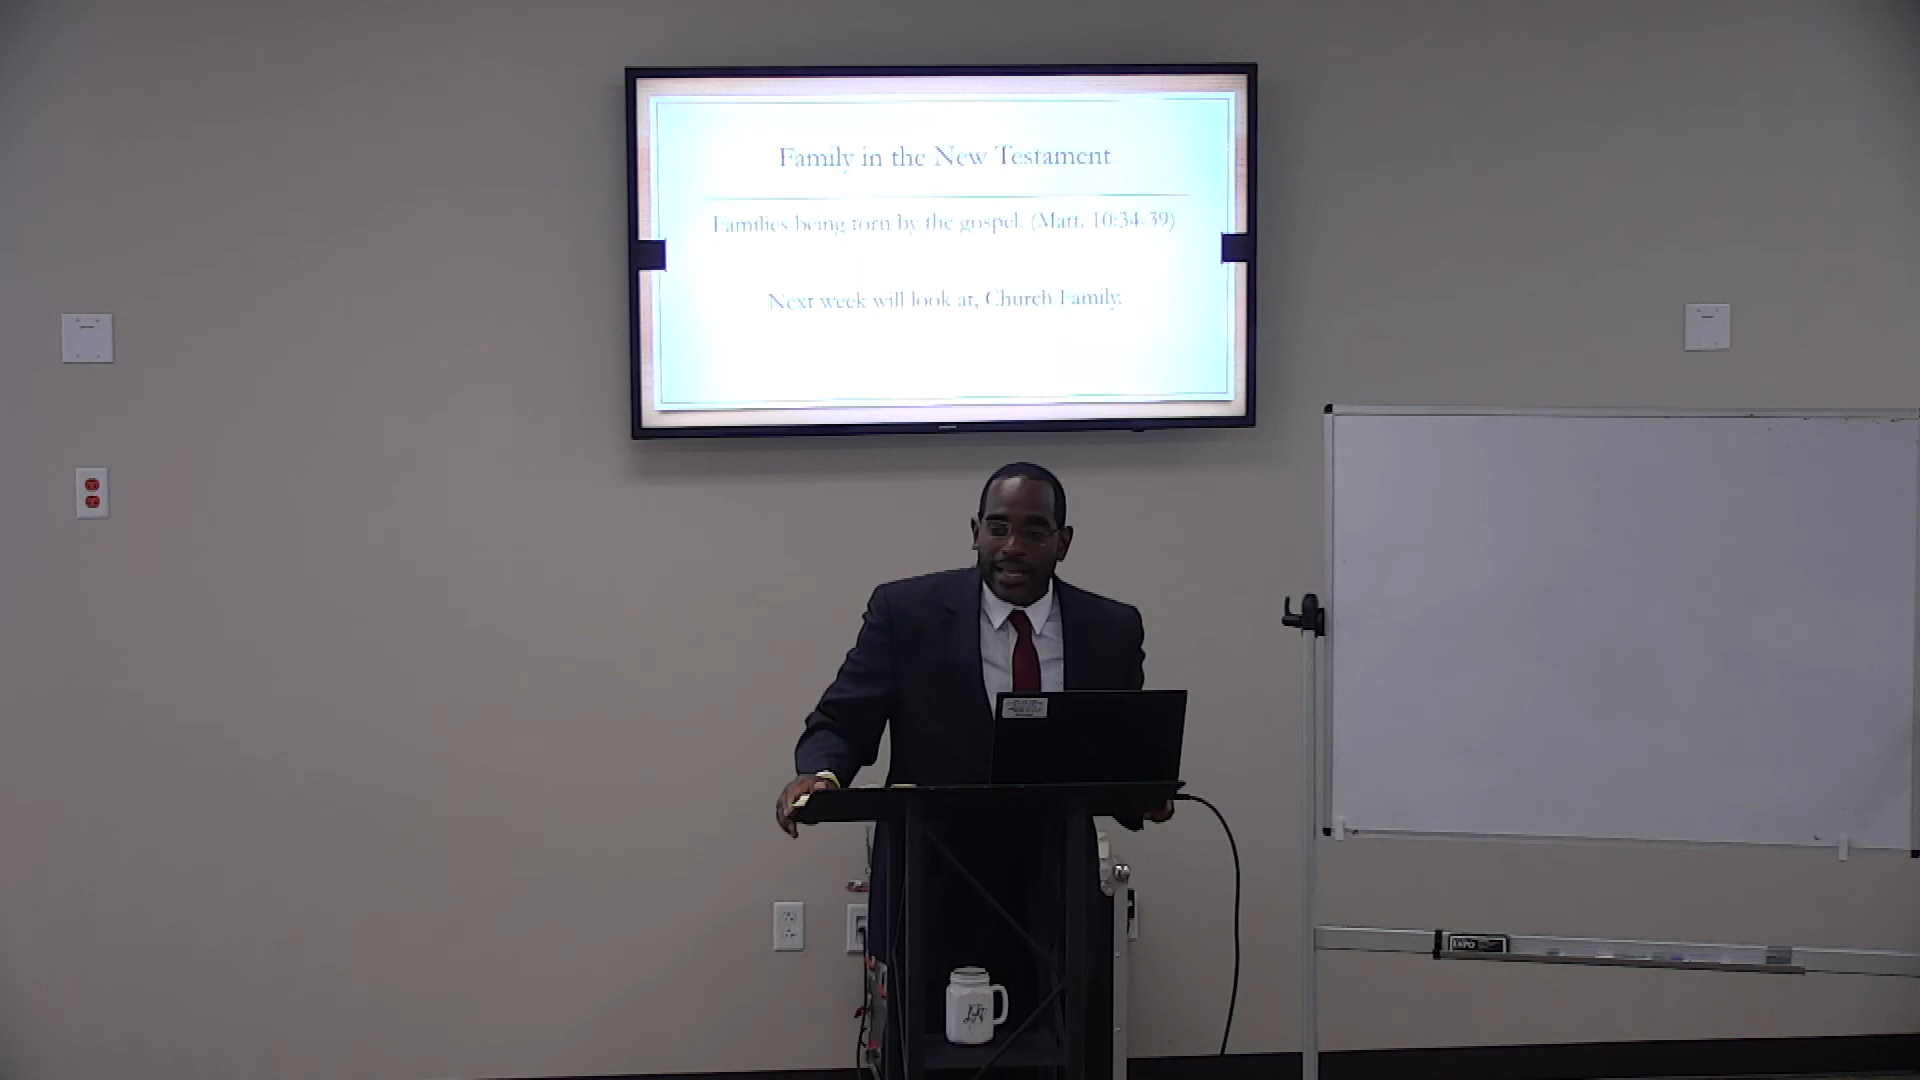 Family in the New Testament
Families being torn by the gospel. (Matt. 10:34-39)
Next week will look at, Church Family.
EXPO